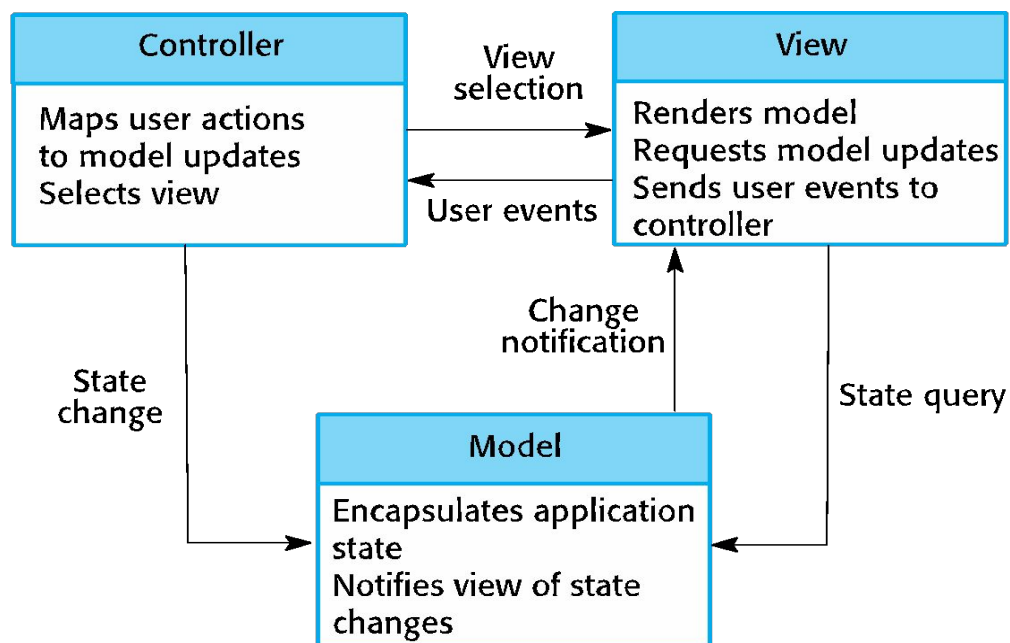 Controller
Maps user actions
to model updates
Selects view
View
selection
User events
View
Renders model
Requests model updates
Sends user events to
controller
Change
notification
State
change
State query
Model
Encapsulates application
state
Notifies view of state
changes